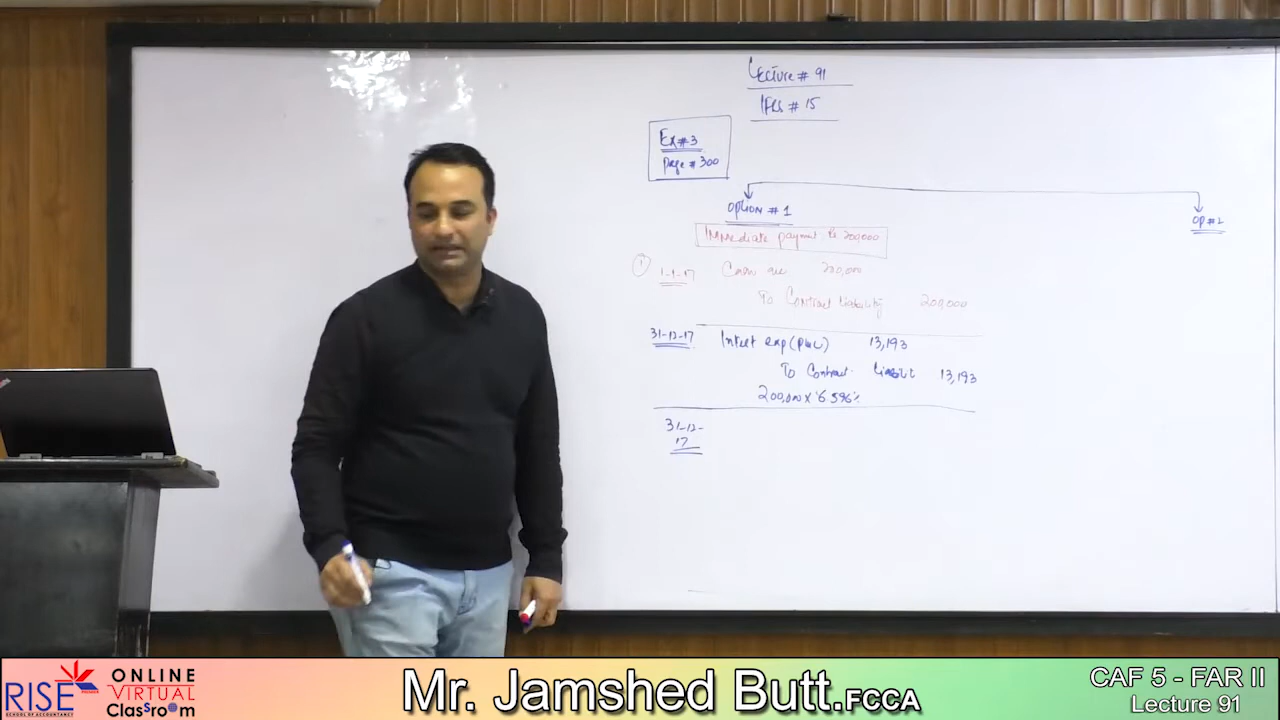 Lecture # 91
IFRS # 15
Ex # 3
Page # 300
Option # 1
OP # 2
Immediate payment Rs 200,000
1
1-1-17 Cash a/c 200,000
To Contract liability 200,000
31-12-17 Intrest exp (P&L) 13,193
To Contract liabilit 13,193
200,000 x 6.596%
31-12-
17
RISE
SCHOOL OF ACCOUNTANCY
ONLINE
VIRTUAL
Classroom
Mr. Jamshed Butt.FCCA
CAF 5 - FAR II
Lecture 91